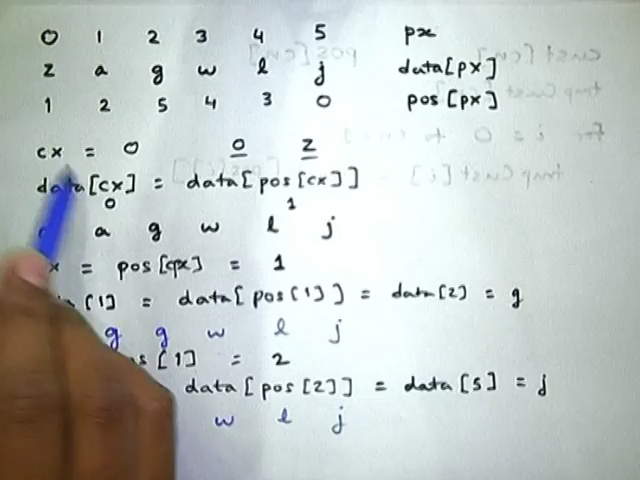 0 1 2 3 4 5 px
z a g w l j data[px]
1 2 5 4 3 0 pos[px]
cx = 0 0 z
data[cx] = data[pos[cx]]
0 1
a g w l j
= pos[cx] = 1
[1] = data[pos[1]] = data[2] = g
g g w l j
[1] = 2
data[pos[2]] = data[5] = j
w l j